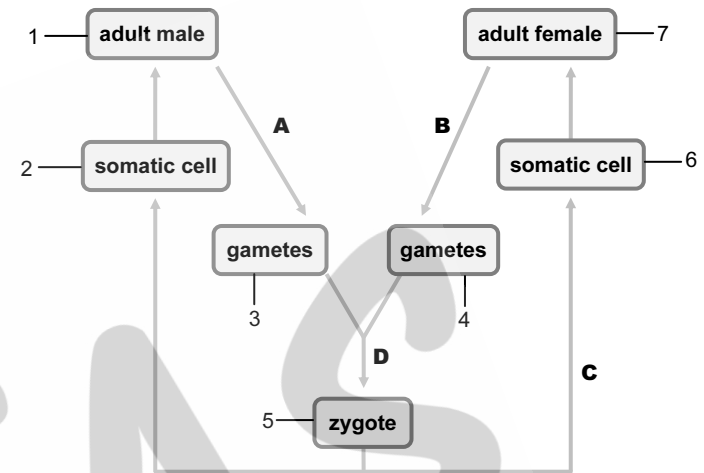 1 adult male adult female 7
A B
2 somatic cell somatic cell 6
gametes gametes
3 4
D C
5 zygote